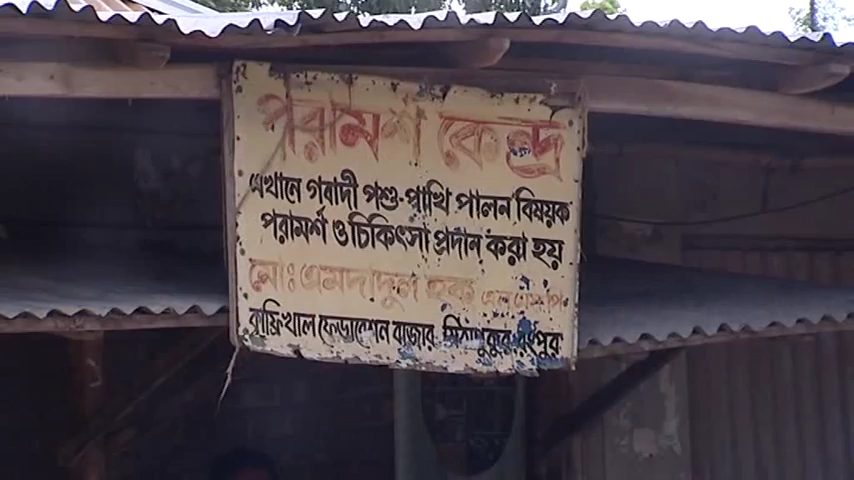 পরামর্শ কেন্দ্র
এখানে গবাদী পশু-পাখি পালন বিষয়ক
পরামর্শ ও চিকিৎসা প্রদান করা হয়
মোঃ এমদাদুল হক
ফেডারেশন বাজার, মিঠাপুকুর, রংপুর